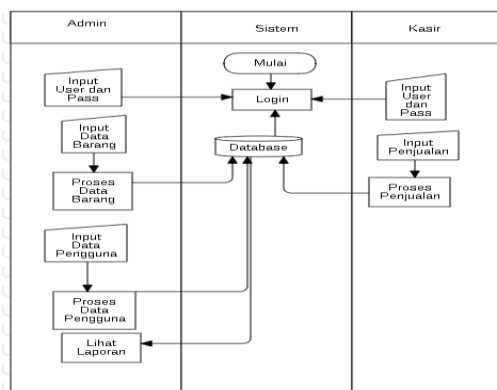 Admin
Sistem
Kasir
Mulai
Input
User dan
Pass
Login
Input
User
dan
Pass
Input
Data
Barang
Database
Input
Penjualan
Proses
Data
Barang
Proses
Penjualan
Input
Data
Pengguna
Proses
Data
Pengguna
Lihat
Laporan